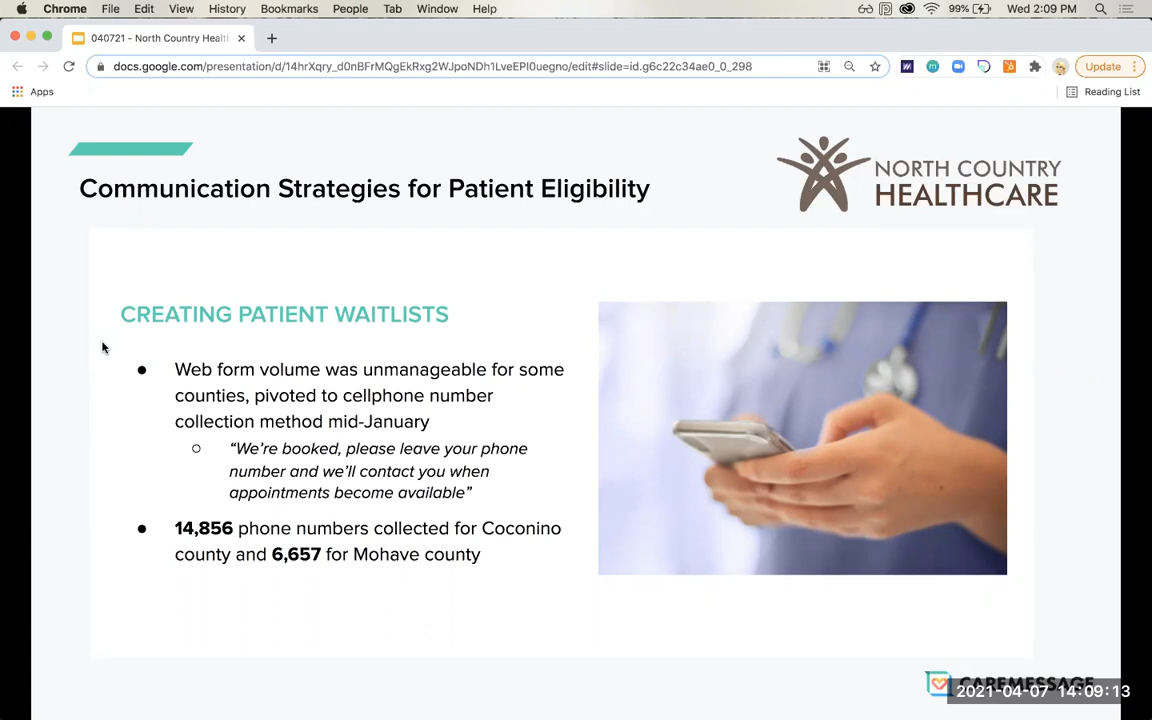 Chrome File Edit View History Bookmarks People Tab Window Help 99% Wed 2:09 PM
040721 - North Country Healt
docs.google.com/presentation/d/14hrXqry_d0nBFrMQgEkRxg2WJpoNDh1LveEPI0uegno/edit#slide=id.g6c22c34ae0_0_298 Update
Apps Reading List
NORTH COUNTRY
HEALTHCARE
Communication Strategies for Patient Eligibility
CREATING PATIENT WAITLISTS
● Web form volume was unmanageable for some
counties, pivoted to cellphone number
collection method mid-January
○ “We’re booked, please leave your phone
number and we’ll contact you when
appointments become available”
● 14,856 phone numbers collected for Coconino
county and 6,657 for Mohave county
CAREMESSAGE
2021-04-07 14:09:13